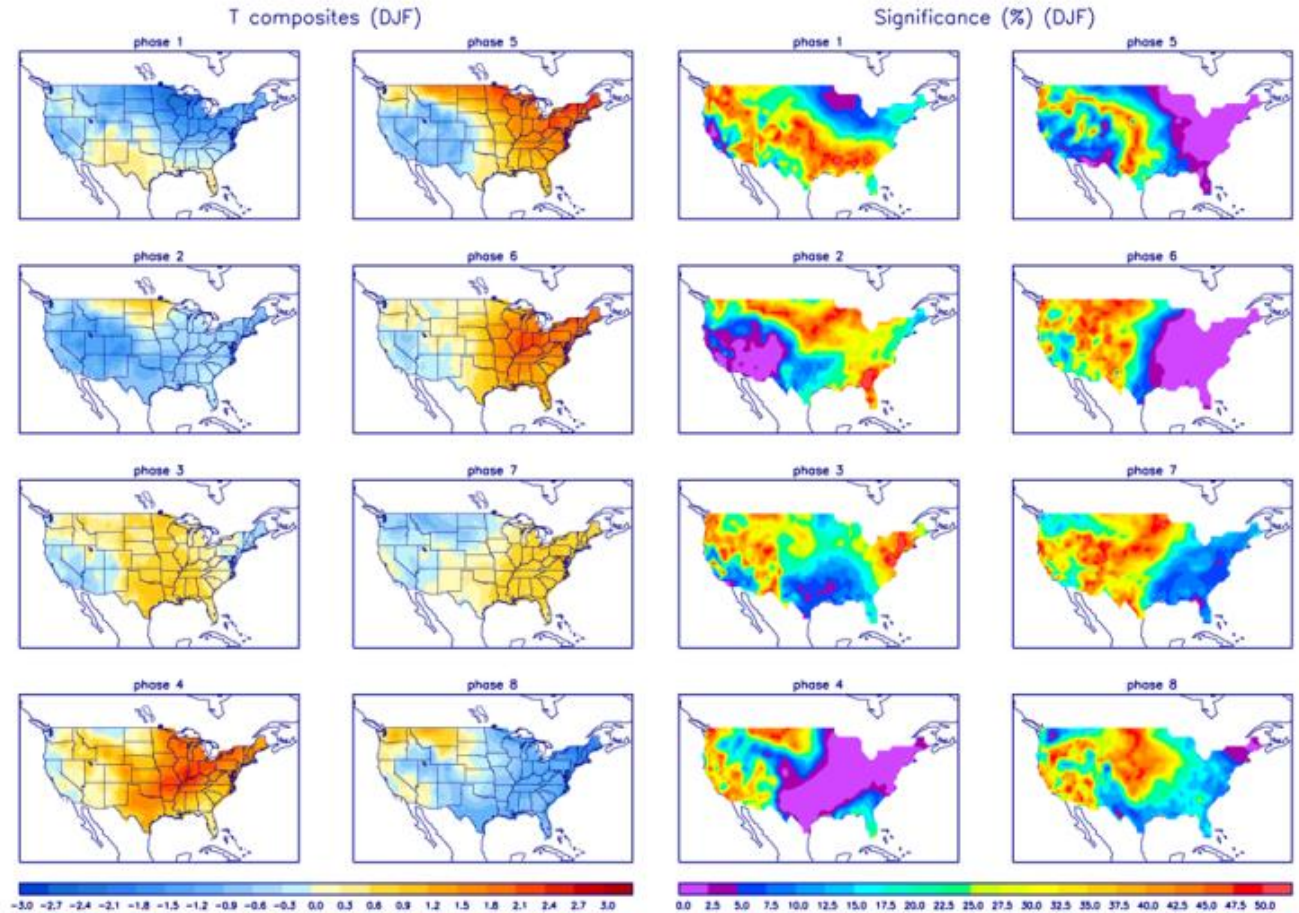 T composites (DJF) Significance (%) (DJF)
phase 1 phase 5 phase 1 phase 5
phase 2 phase 6 phase 2 phase 6
phase 3 phase 7 phase 3 phase 7
phase 4 phase 8 phase 4 phase 8
-3.0 -2.7 -2.4 -2.1 -1.8 -1.5 -1.2 -0.9 -0.6 -0.3 0.0 0.3 0.6 0.9 1.2 1.5 1.8 2.1 2.4 2.7 3.0 0.0 2.5 5.0 7.5 10.0 12.5 15.0 17.5 20.0 22.5 25.0 27.5 30.0 32.5 35.0 37.5 40.0 42.5 45.0 47.5 50.0